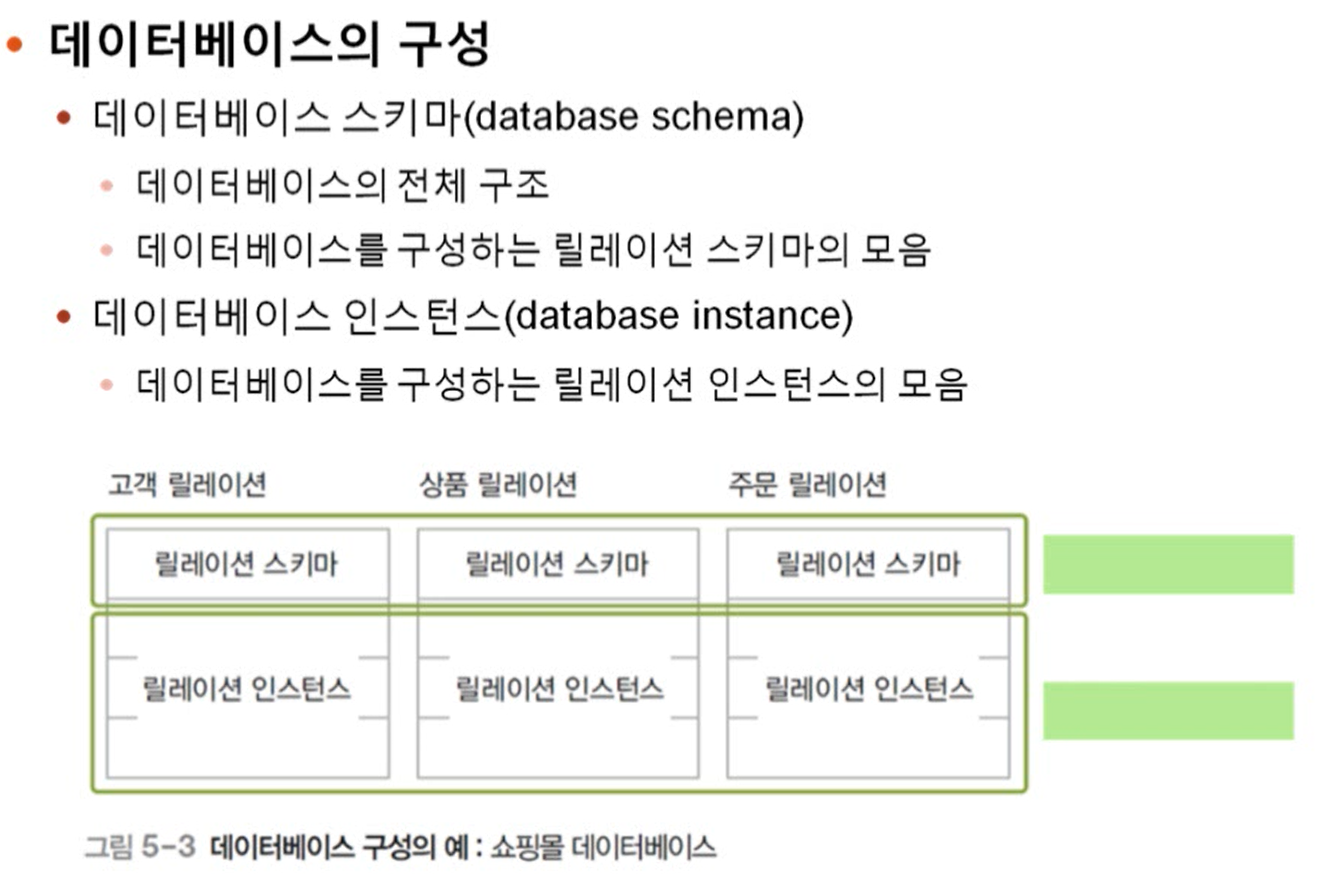 데이터베이스의 구성
데이터베이스 스키마(database schema)
데이터베이스의 전체 구조
데이터베이스를 구성하는 릴레이션 스키마의 모음
데이터베이스 인스턴스(database instance)
데이터베이스를 구성하는 릴레이션 인스턴스의 모음
고객 릴레이션 상품 릴레이션 주문 릴레이션
릴레이션 스키마 릴레이션 스키마 릴레이션 스키마
릴레이션 인스턴스 릴레이션 인스턴스 릴레이션 인스턴스
그림 5-3 데이터베이스 구성의 예 : 쇼핑몰 데이터베이스